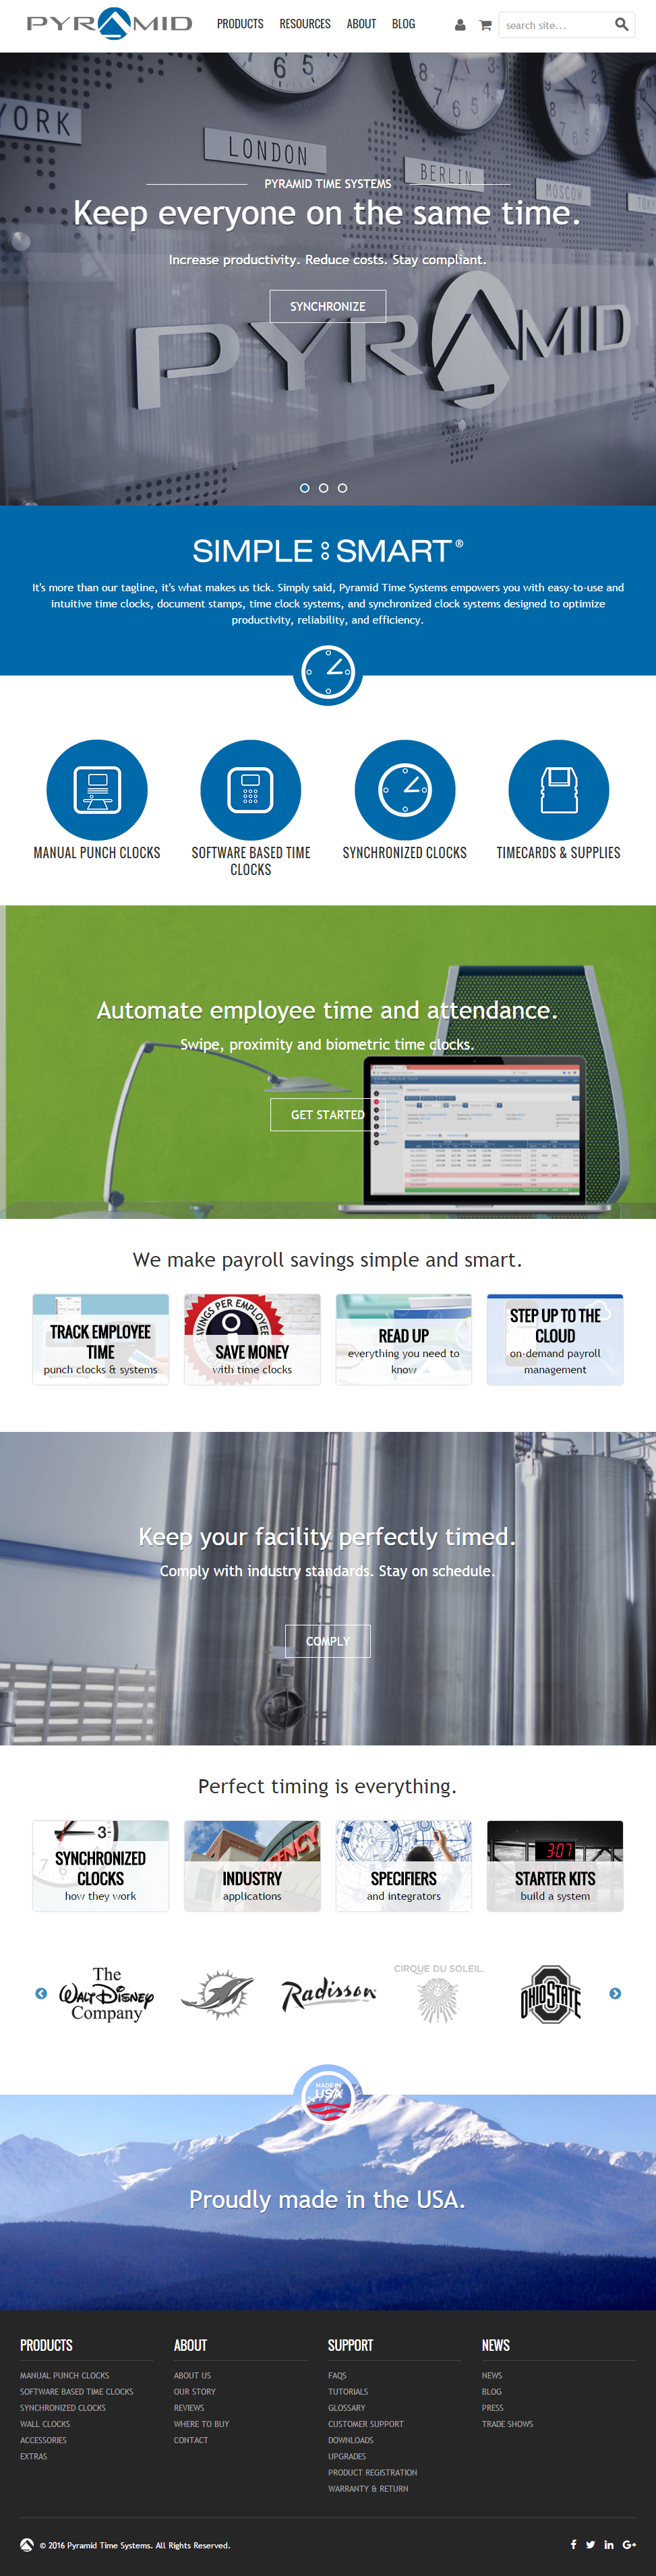 PYRAMID
PRODUCTS RESOURCES ABOUT BLOG
search site...
YORK
LONDON
BERLIN
MOSCOW
PYRAMID TIME SYSTEMS
Keep everyone on the same time.
Increase productivity. Reduce costs. Stay compliant.
SYNCHRONIZE
PYRAMID
SIMPLE SMART®
It's more than our tagline, it's what makes us tick. Simply said, Pyramid Time Systems empowers you with easy-to-use and
intuitive time clocks, document stamps, time clock systems, and synchronized clock systems designed to optimize
productivity, reliability, and efficiency.
MANUAL PUNCH CLOCKS
SOFTWARE BASED TIME
CLOCKS
SYNCHRONIZED CLOCKS
TIMECARDS & SUPPLIES
Automate employee time and attendance.
Swipe, proximity and biometric time clocks.
GET STARTED
We make payroll savings simple and smart.
TRACK EMPLOYEE
TIME
punch clocks & systems
SAVINGS PER EMPLOYEE
SAVE MONEY
with time clocks
READ UP
everything you need to
know
STEP UP TO THE
CLOUD
on-demand payroll
management
Keep your facility perfectly timed.
Comply with industry standards. Stay on schedule.
COMPLY
Perfect timing is everything.
3
SYNCHRONIZED
CLOCKS
how they work
INDUSTRY
applications
SPECIFIERS
and integrators
3:07
STARTER KITS
build a system
The
Walt Disney
Company
Radisson
CIRQUE DU SOLEIL.
OHIO STATE
MADE IN
USA
Proudly made in the USA.
PRODUCTS
MANUAL PUNCH CLOCKS
SOFTWARE BASED TIME CLOCKS
SYNCHRONIZED CLOCKS
WALL CLOCKS
ACCESSORIES
EXTRAS
ABOUT
ABOUT US
OUR STORY
REVIEWS
WHERE TO BUY
CONTACT
SUPPORT
FAQS
TUTORIALS
GLOSSARY
CUSTOMER SUPPORT
DOWNLOADS
UPGRADES
PRODUCT REGISTRATION
WARRANTY & RETURN
NEWS
NEWS
BLOG
PRESS
TRADE SHOWS
© 2016 Pyramid Time Systems. All Rights Reserved.